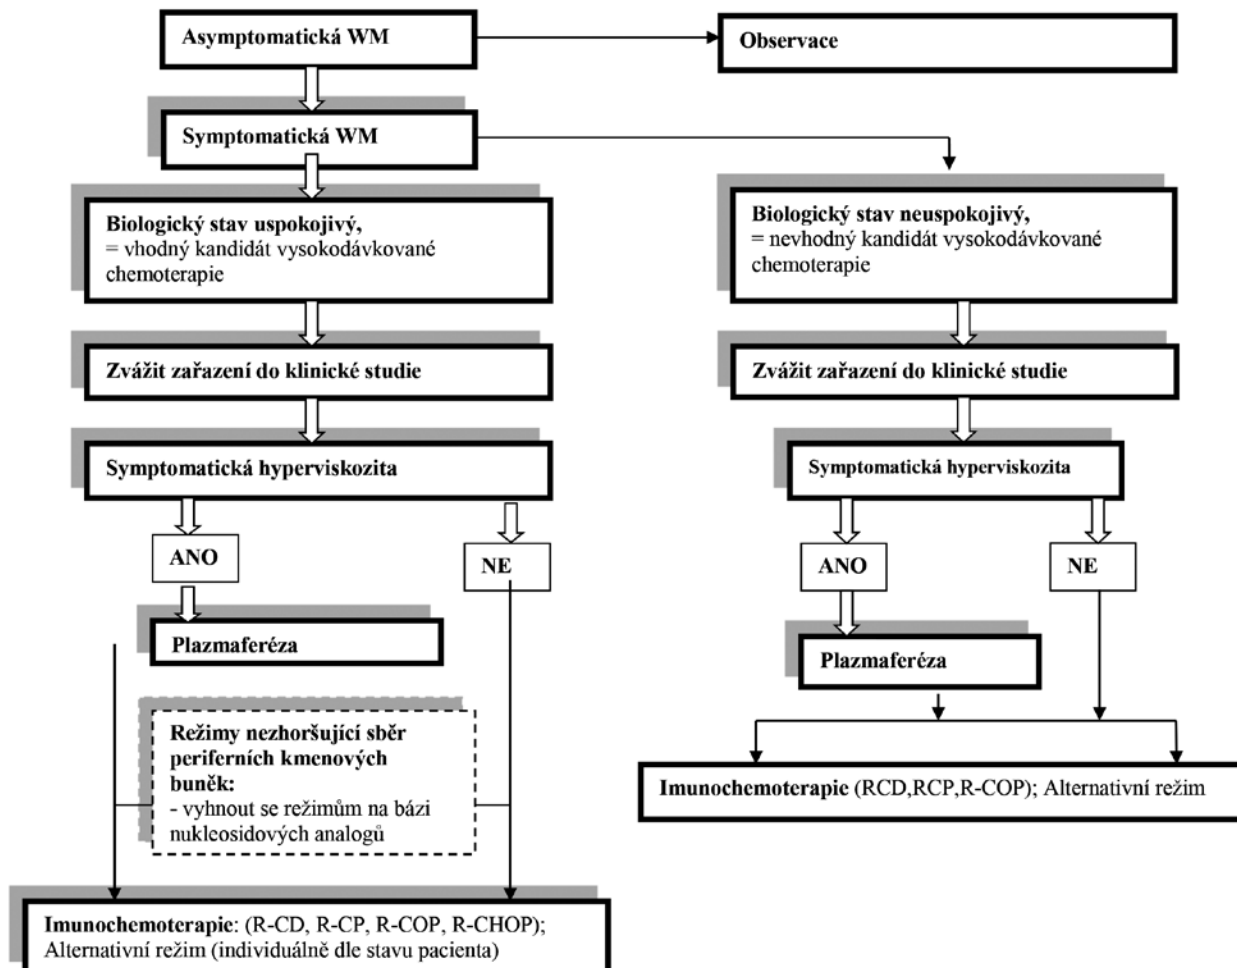 Asymptomatická WM
Observace
Symptomatická WM
Biologický stav uspokojivý,
= vhodný kandidát vysokodávkované
chemoterapie
Biologický stav neuspokojivý,
= nevhodný kandidát vysokodávkované
chemoterapie
Zvážit zařazení do klinické studie
Zvážit zařazení do klinické studie
Symptomatická hyperviskozita
Symptomatická hyperviskozita
ANO
NE
ANO
NE
Plazmaferéza
Plazmaferéza
Režimy nezhoršující sběr
periferních kmenových
buněk:
- vyhnout se režimům na bázi
nukleosidových analogů
Imunochemoterapie (RCD,RCP,R-COP); Alternativní režim
Imunochemoterapie: (R-CD, R-CP, R-COP, R-CHOP);
Alternativní režim (individuálně dle stavu pacienta)